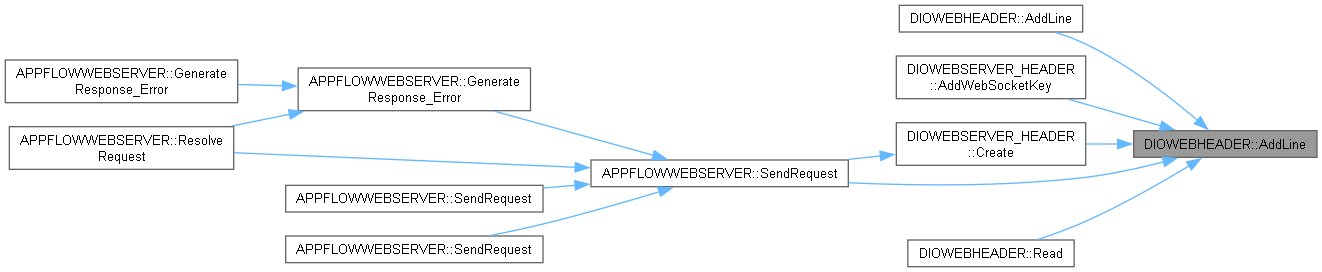 APPFLOWWEBSERVER::Generate
Response_Error
APPFLOWWEBSERVER::Resolve
Request
APPFLOWWEBSERVER::Generate
Response_Error
APPFLOWWEBSERVER::SendRequest
APPFLOWWEBSERVER::SendRequest
APPFLOWWEBSERVER::SendRequest
DIOWEBHEADER::AddLine
DIOWEBSERVER_HEADER
::AddWebSocketKey
DIOWEBSERVER_HEADER
::Create
DIOWEBHEADER::Read
DIOWEBHEADER::AddLine